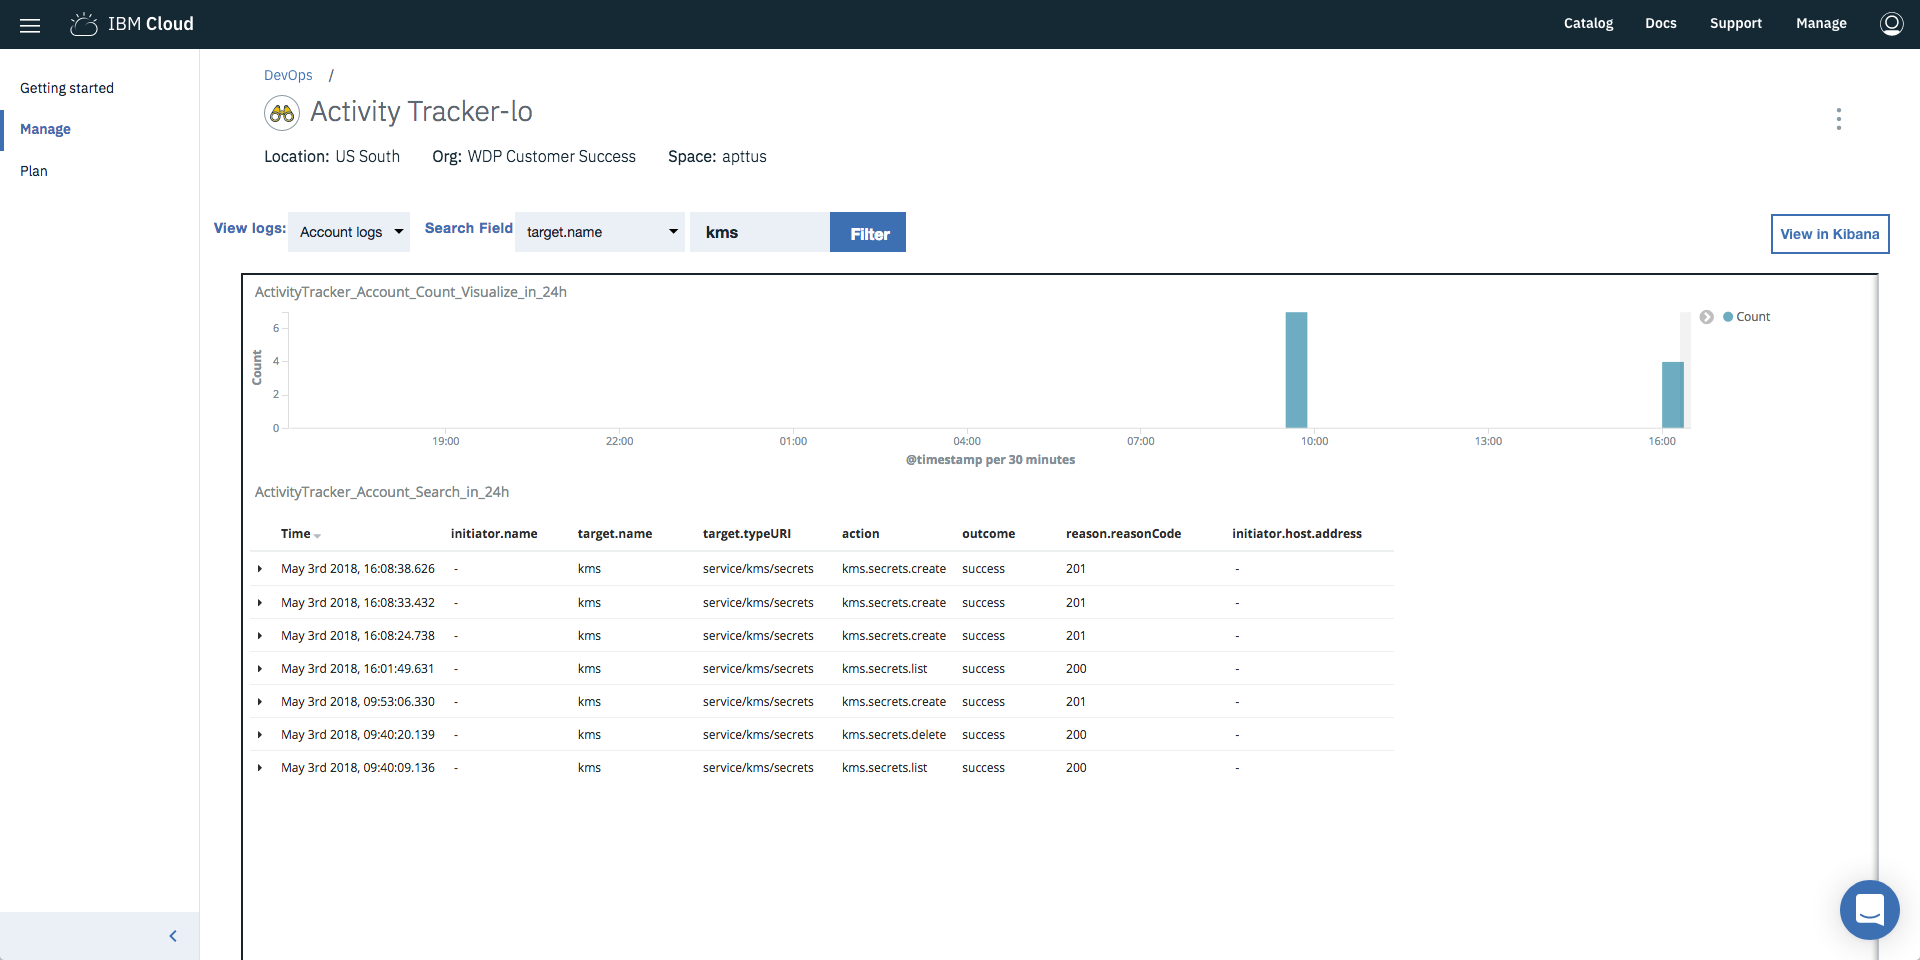 IBM Cloud
Catalog Docs Support Manage
Getting started
Manage
Plan
DevOps /
Activity Tracker-lo
Location: US South Org: WDP Customer Success Space: apttus
View logs: Account logs Search Field target.name kms Filter View in Kibana
ActivityTracker_Account_Count_Visualize_in_24h
Count
6
4
2
0
19:00 22:00 01:00 04:00 07:00 10:00 13:00 16:00
@timestamp per 30 minutes
Count
ActivityTracker_Account_Search_in_24h
Time initiator.name target.name target.typeURI action outcome reason.reasonCode initiator.host.address
May 3rd 2018, 16:08:38.626 - kms service/kms/secrets kms.secrets.create success 201 -
May 3rd 2018, 16:08:33.432 - kms service/kms/secrets kms.secrets.create success 201 -
May 3rd 2018, 16:08:24.738 - kms service/kms/secrets kms.secrets.create success 201 -
May 3rd 2018, 16:01:49.631 - kms service/kms/secrets kms.secrets.list success 200 -
May 3rd 2018, 09:53:06.330 - kms service/kms/secrets kms.secrets.create success 201 -
May 3rd 2018, 09:40:20.139 - kms service/kms/secrets kms.secrets.delete success 200 -
May 3rd 2018, 09:40:09.136 - kms service/kms/secrets kms.secrets.list success 200 -